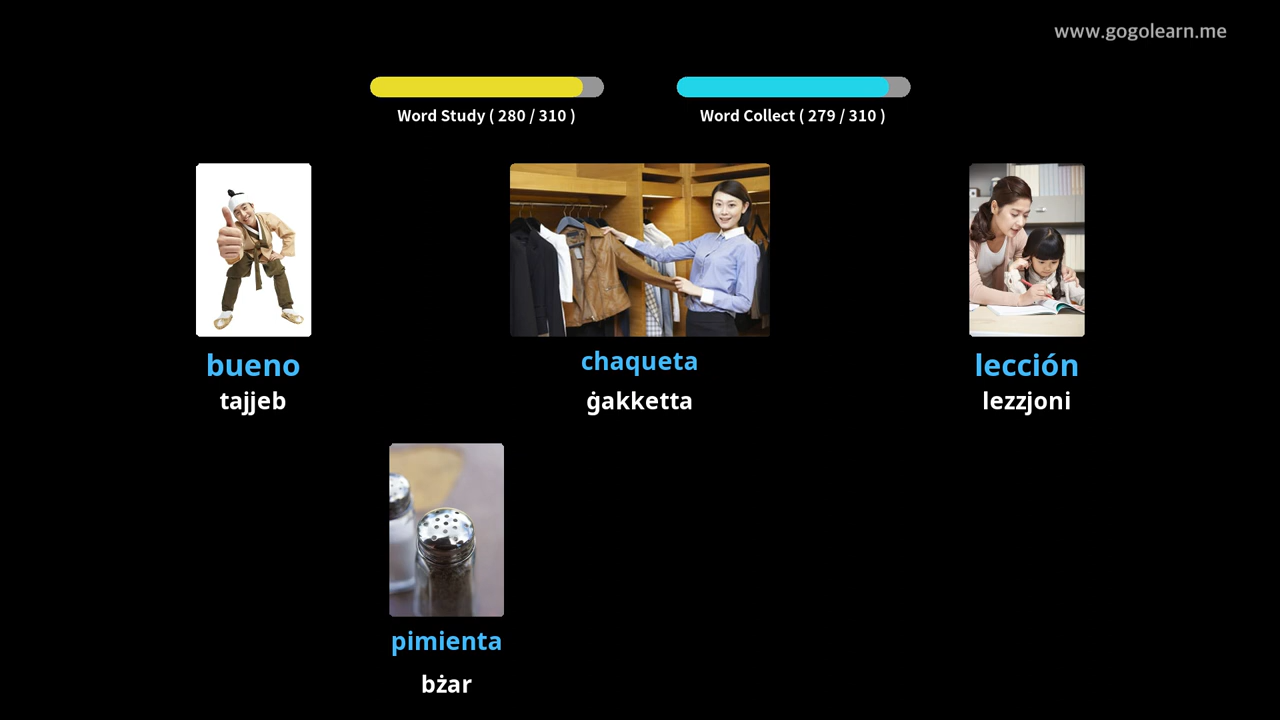 www.gogolearn.me
Word Study ( 280 / 310 )
Word Collect ( 279 / 310 )
bueno
tajjeb
chaqueta
ġakketta
lección
lezzjoni
pimienta
bżar